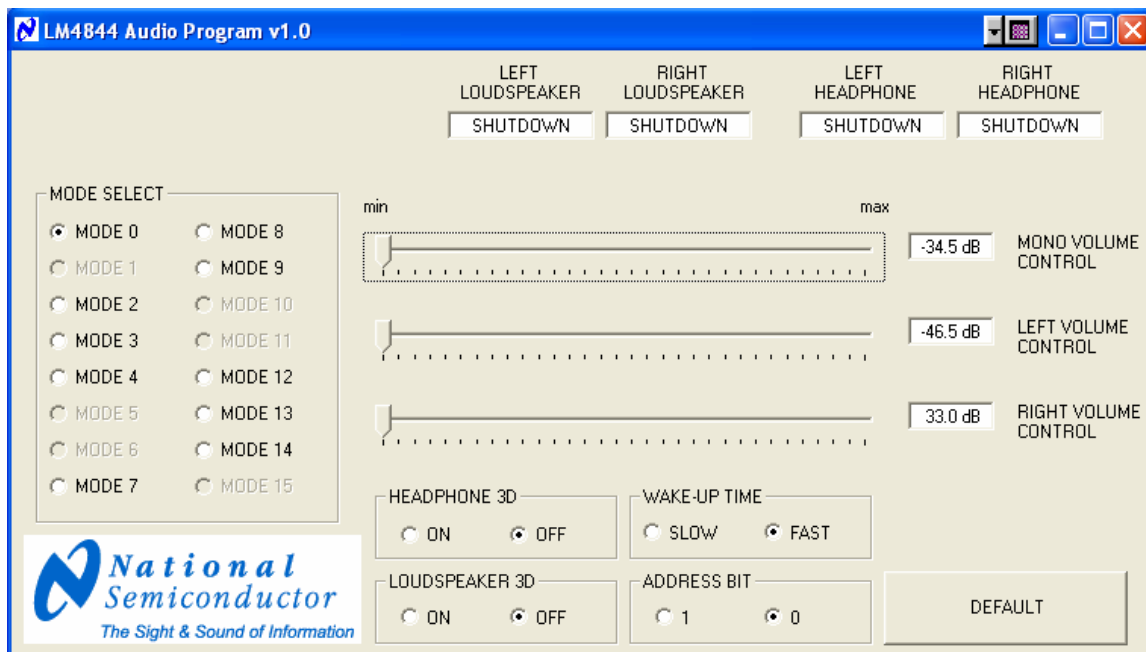 LM4844 Audio Program v1.0
LEFT LOUDSPEAKER
RIGHT LOUDSPEAKER
LEFT HEADPHONE
RIGHT HEADPHONE
SHUTDOWN
SHUTDOWN
SHUTDOWN
SHUTDOWN
MODE SELECT
MODE 0
MODE 8
MODE 1
MODE 9
MODE 2
MODE 10
MODE 3
MODE 11
MODE 4
MODE 12
MODE 5
MODE 13
MODE 6
MODE 14
MODE 7
MODE 15
min
max
-34.5 dB
MONO VOLUME
CONTROL
-46.5 dB
LEFT VOLUME
CONTROL
33.0 dB
RIGHT VOLUME
CONTROL
HEADPHONE 3D
ON
OFF
WAKE-UP TIME
SLOW
FAST
LOUDSPEAKER 3D
ON
OFF
ADDRESS BIT
1
0
DEFAULT
National
Semiconductor
The Sight & Sound of Information